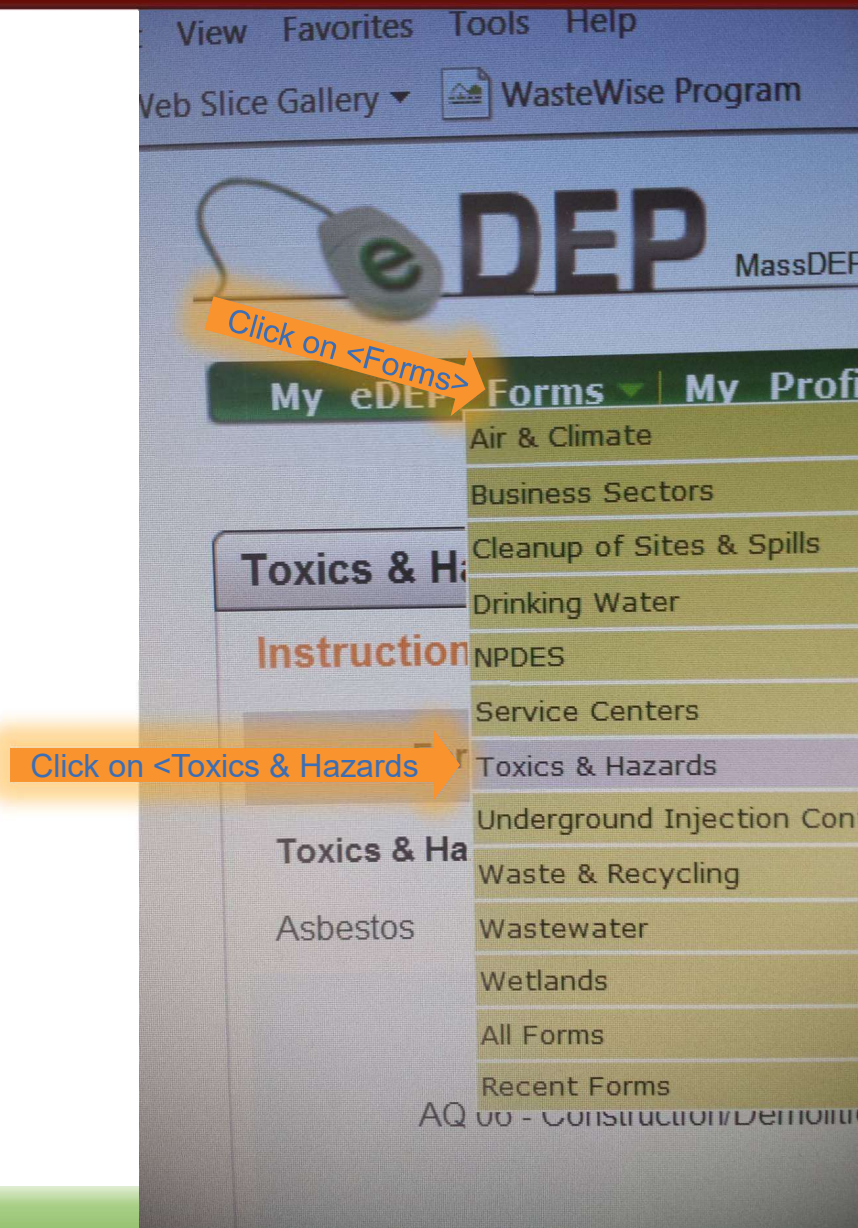 View Favorites Tools Help
Web Slice Gallery WasteWise Program
e DEP MassDEP
Click on <Forms>
My eDEP Forms My Profi
Air & Climate
Business Sectors
Cleanup of Sites & Spills
Toxics & Ha
Drinking Water
Instruction
NPDES
Service Centers
Click on <Toxics & Hazards
Toxics & Hazards
Underground Injection Con
Toxics & Ha
Waste & Recycling
Asbestos
Wastewater
Wetlands
All Forms
Recent Forms
AQ 06 - Construction/Demoliti